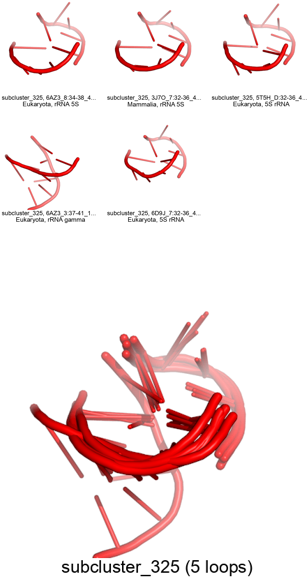 subcluster_325, 6AZ3_8:34-38_4...
Eukaryota, rRNA 5S
subcluster_325, 3J7O_7:32-36_4...
Mammalia, rRNA 5S
subcluster_325, 5T5H_D:32-36_4...
Eukaryota, 5S rRNA
subcluster_325, 6AZ3_3:37-41_1...
Eukaryota, rRNA gamma
subcluster_325, 6D9J_7:32-36_4...
Eukaryota, 5S rRNA
subcluster_325 (5 loops)